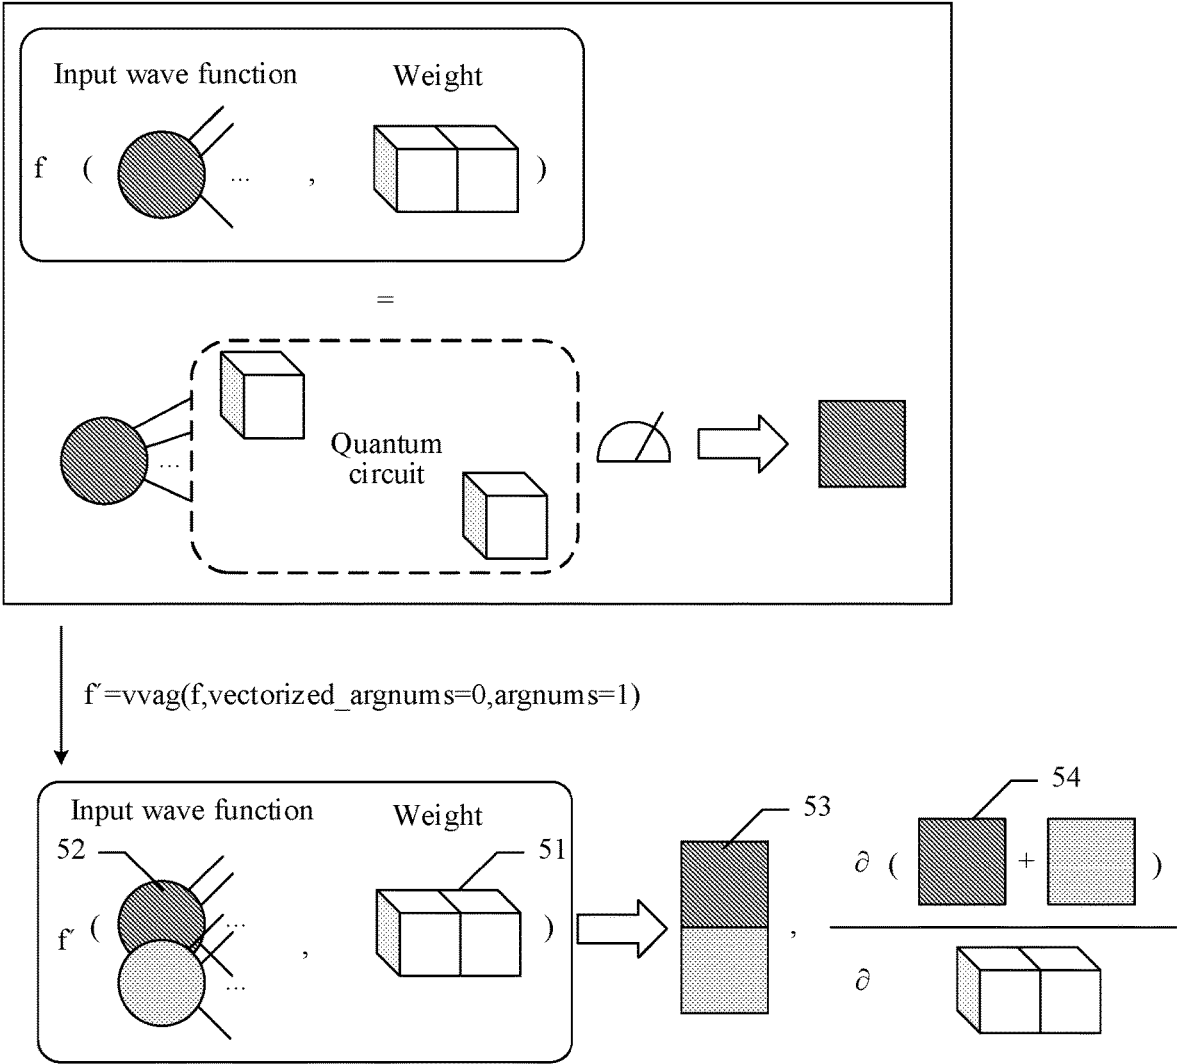 Input wave function
Weight
f ( ... , )
=
...
Quantum
circuit
f´=vvag(f,vectorized_argnums=0,argnums=1)
54
53
Input wave function
Weight
52
51
∂ ( + )
f´ ( ... , ) ,
...
∂